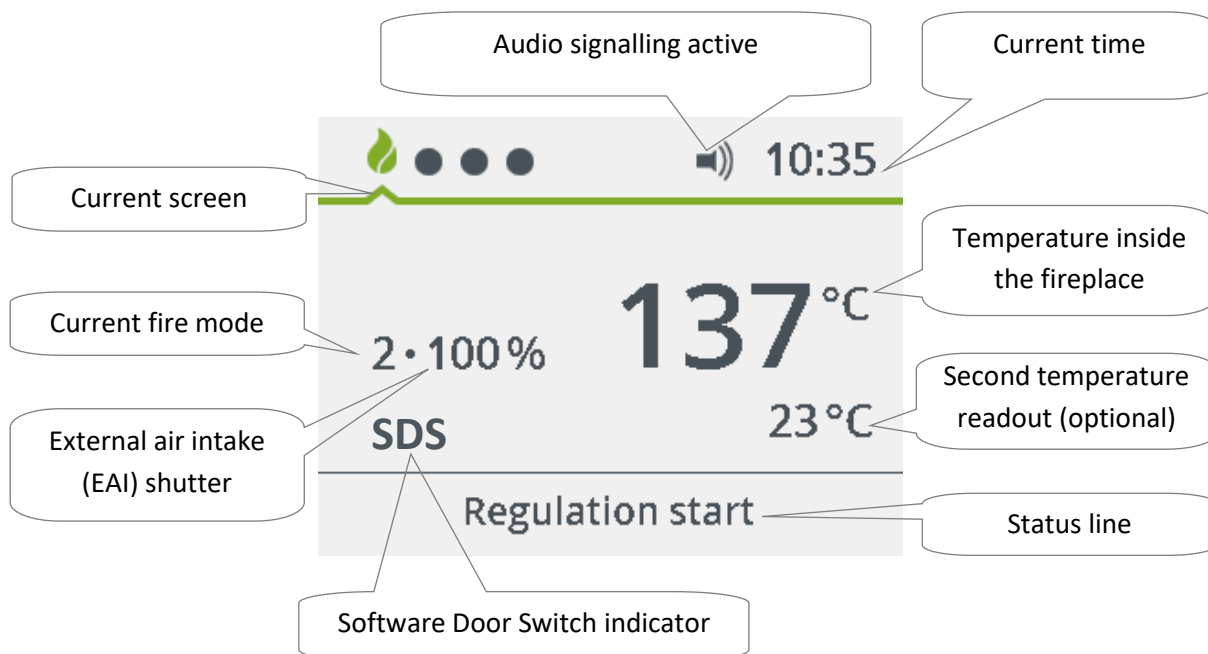 Audio signalling active
Current time
10:35
Current screen
Temperature inside
the fireplace
137 °C
Current fire mode
2 • 100 %
Second temperature
readout (optional)
23 °C
External air intake
(EAI) shutter
SDS
Regulation start
Status line
Software Door Switch indicator